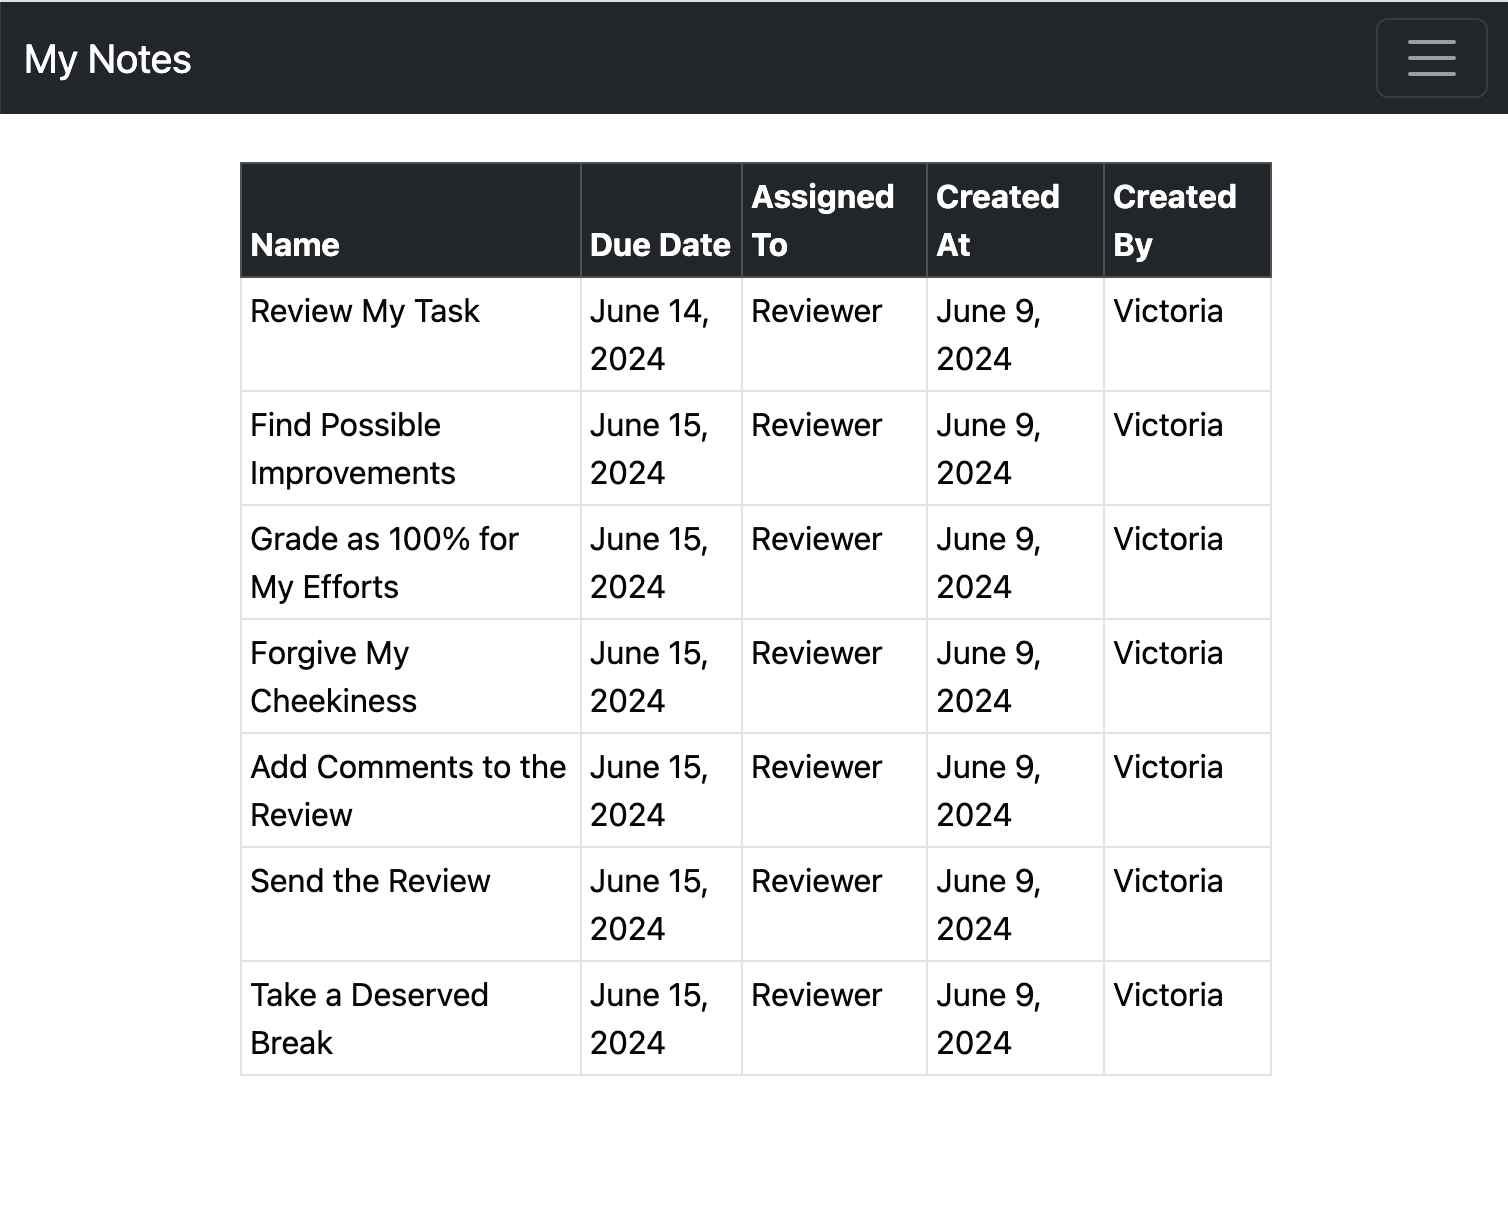 My Notes
Name Due Date Assigned To Created At Created By
Review My Task June 14, 2024 Reviewer June 9, 2024 Victoria
Find Possible Improvements June 15, 2024 Reviewer June 9, 2024 Victoria
Grade as 100% for My Efforts June 15, 2024 Reviewer June 9, 2024 Victoria
Forgive My Cheekiness June 15, 2024 Reviewer June 9, 2024 Victoria
Add Comments to the Review June 15, 2024 Reviewer June 9, 2024 Victoria
Send the Review June 15, 2024 Reviewer June 9, 2024 Victoria
Take a Deserved Break June 15, 2024 Reviewer June 9, 2024 Victoria